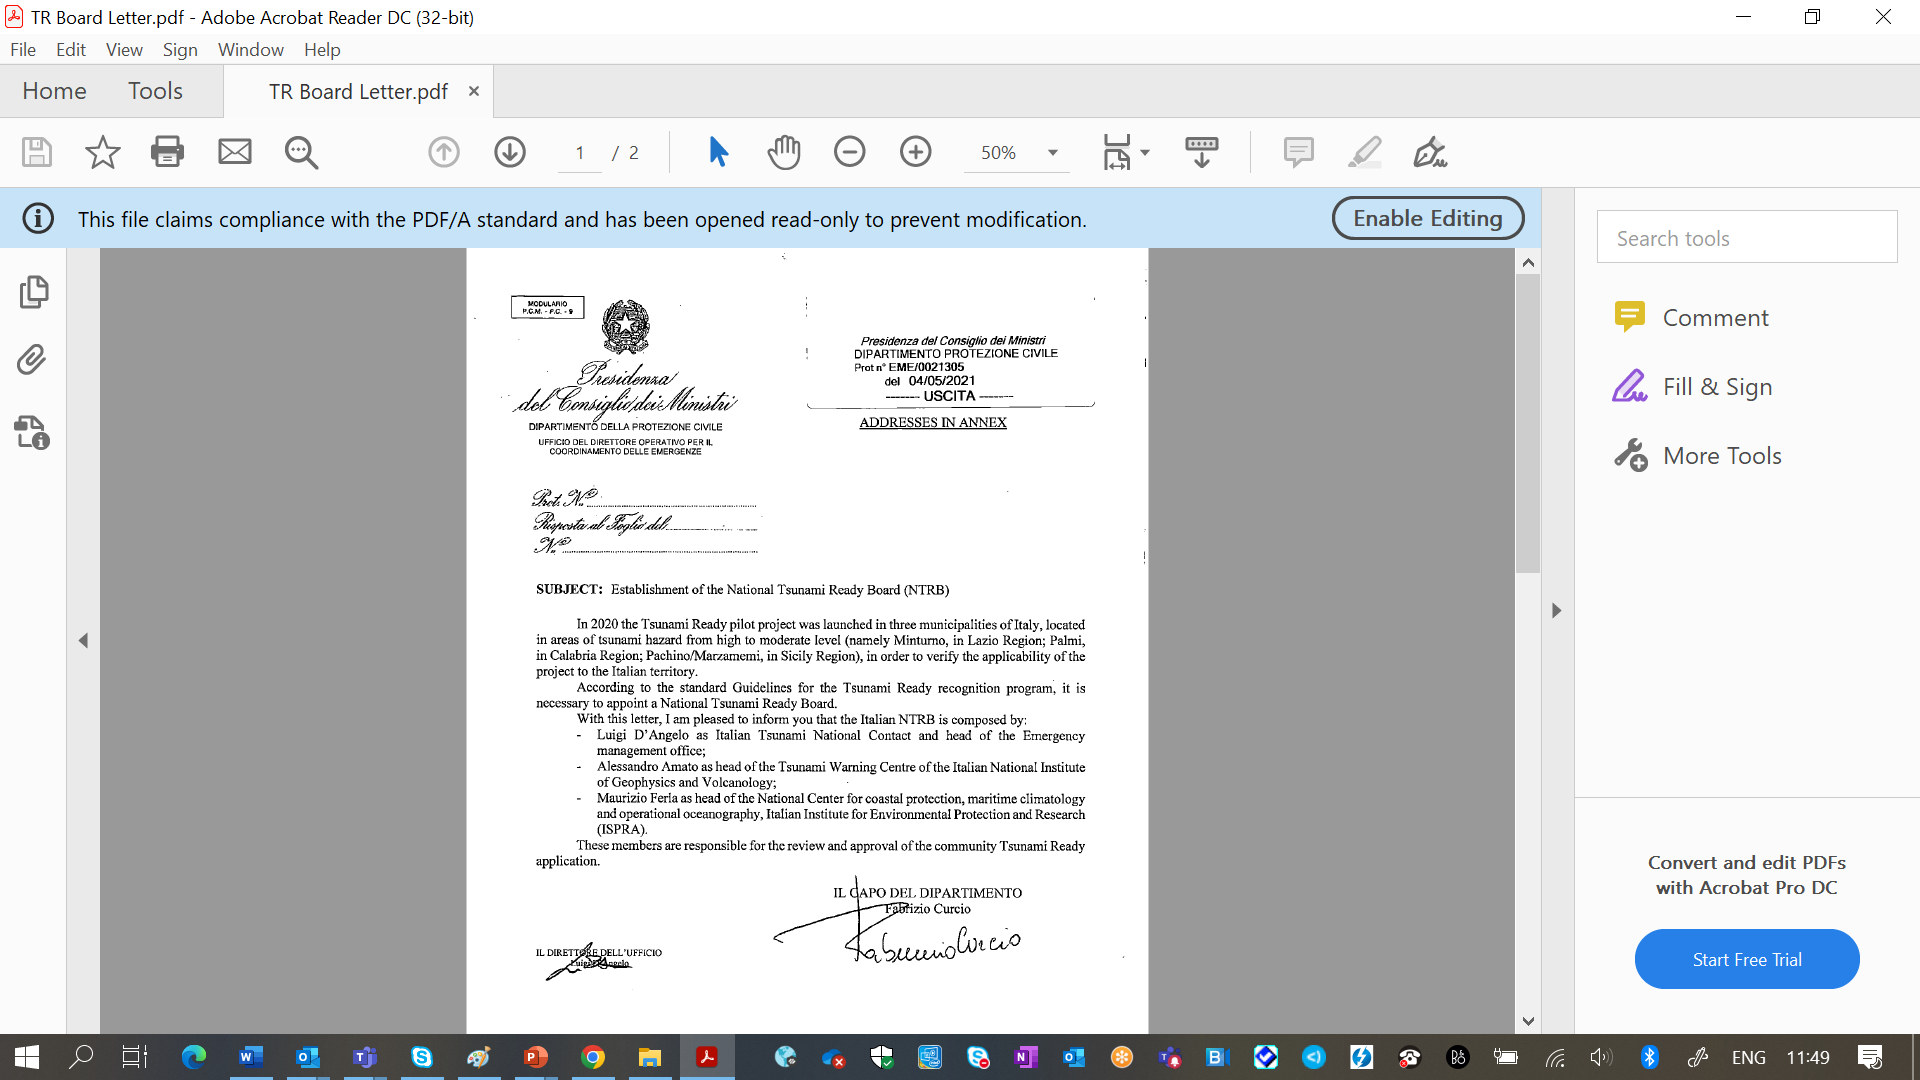 TR Board Letter.pdf - Adobe Acrobat Reader DC (32-bit)
File Edit View Sign Window Help
Home Tools TR Board Letter.pdf
1 / 2 50%
This file claims compliance with the PDF/A standard and has been opened read-only to prevent modification. Enable Editing
Search tools
Comment
Fill & Sign
More Tools
Convert and edit PDFs
with Acrobat Pro DC
Start Free Trial
MODULARIO
P.C.M. - P.C. - 9
Presidenza
del Consiglio dei Ministri
DIPARTIMENTO DELLA PROTEZIONE CIVILE
UFFICIO DEL DIRETTORE OPERATIVO PER IL
COORDINAMENTO DELLE EMERGENZE
Presidenza del Consiglio dei Ministri
DIPARTIMENTO PROTEZIONE CIVILE
Prot n° EME/0021305
del 04/05/2021
------- USCITA -------
ADDRESSES IN ANNEX
Prot. N.º
Risposta al Foglio del
N.º
SUBJECT: Establishment of the National Tsunami Ready Board (NTRB)
In 2020 the Tsunami Ready pilot project was launched in three municipalities of Italy, located
in areas of tsunami hazard from high to moderate level (namely Minturno, in Lazio Region; Palmi,
in Calabria Region; Pachino/Marzamemi, in Sicily Region), in order to verify the applicability of the
project to the Italian territory.
According to the standard Guidelines for the Tsunami Ready recognition program, it is
necessary to appoint a National Tsunami Ready Board.
With this letter, I am pleased to inform you that the Italian NTRB is composed by:
- Luigi D'Angelo as Italian Tsunami National Contact and head of the Emergency
management office;
- Alessandro Amato as head of the Tsunami Warning Centre of the Italian National Institute
of Geophysics and Volcanology;
- Maurizio Ferla as head of the National Center for coastal protection, maritime climatology
and operational oceanography, Italian Institute for Environmental Protection and Research
(ISPRA).
These members are responsible for the review and approval of the community Tsunami Ready
application.
IL CAPO DEL DIPARTIMENTO
Fabrizio Curcio
Fabrizio Curcio
IL DIRETTORE DELL'UFFICIO
Luigi D'Angelo
ENG 11:49